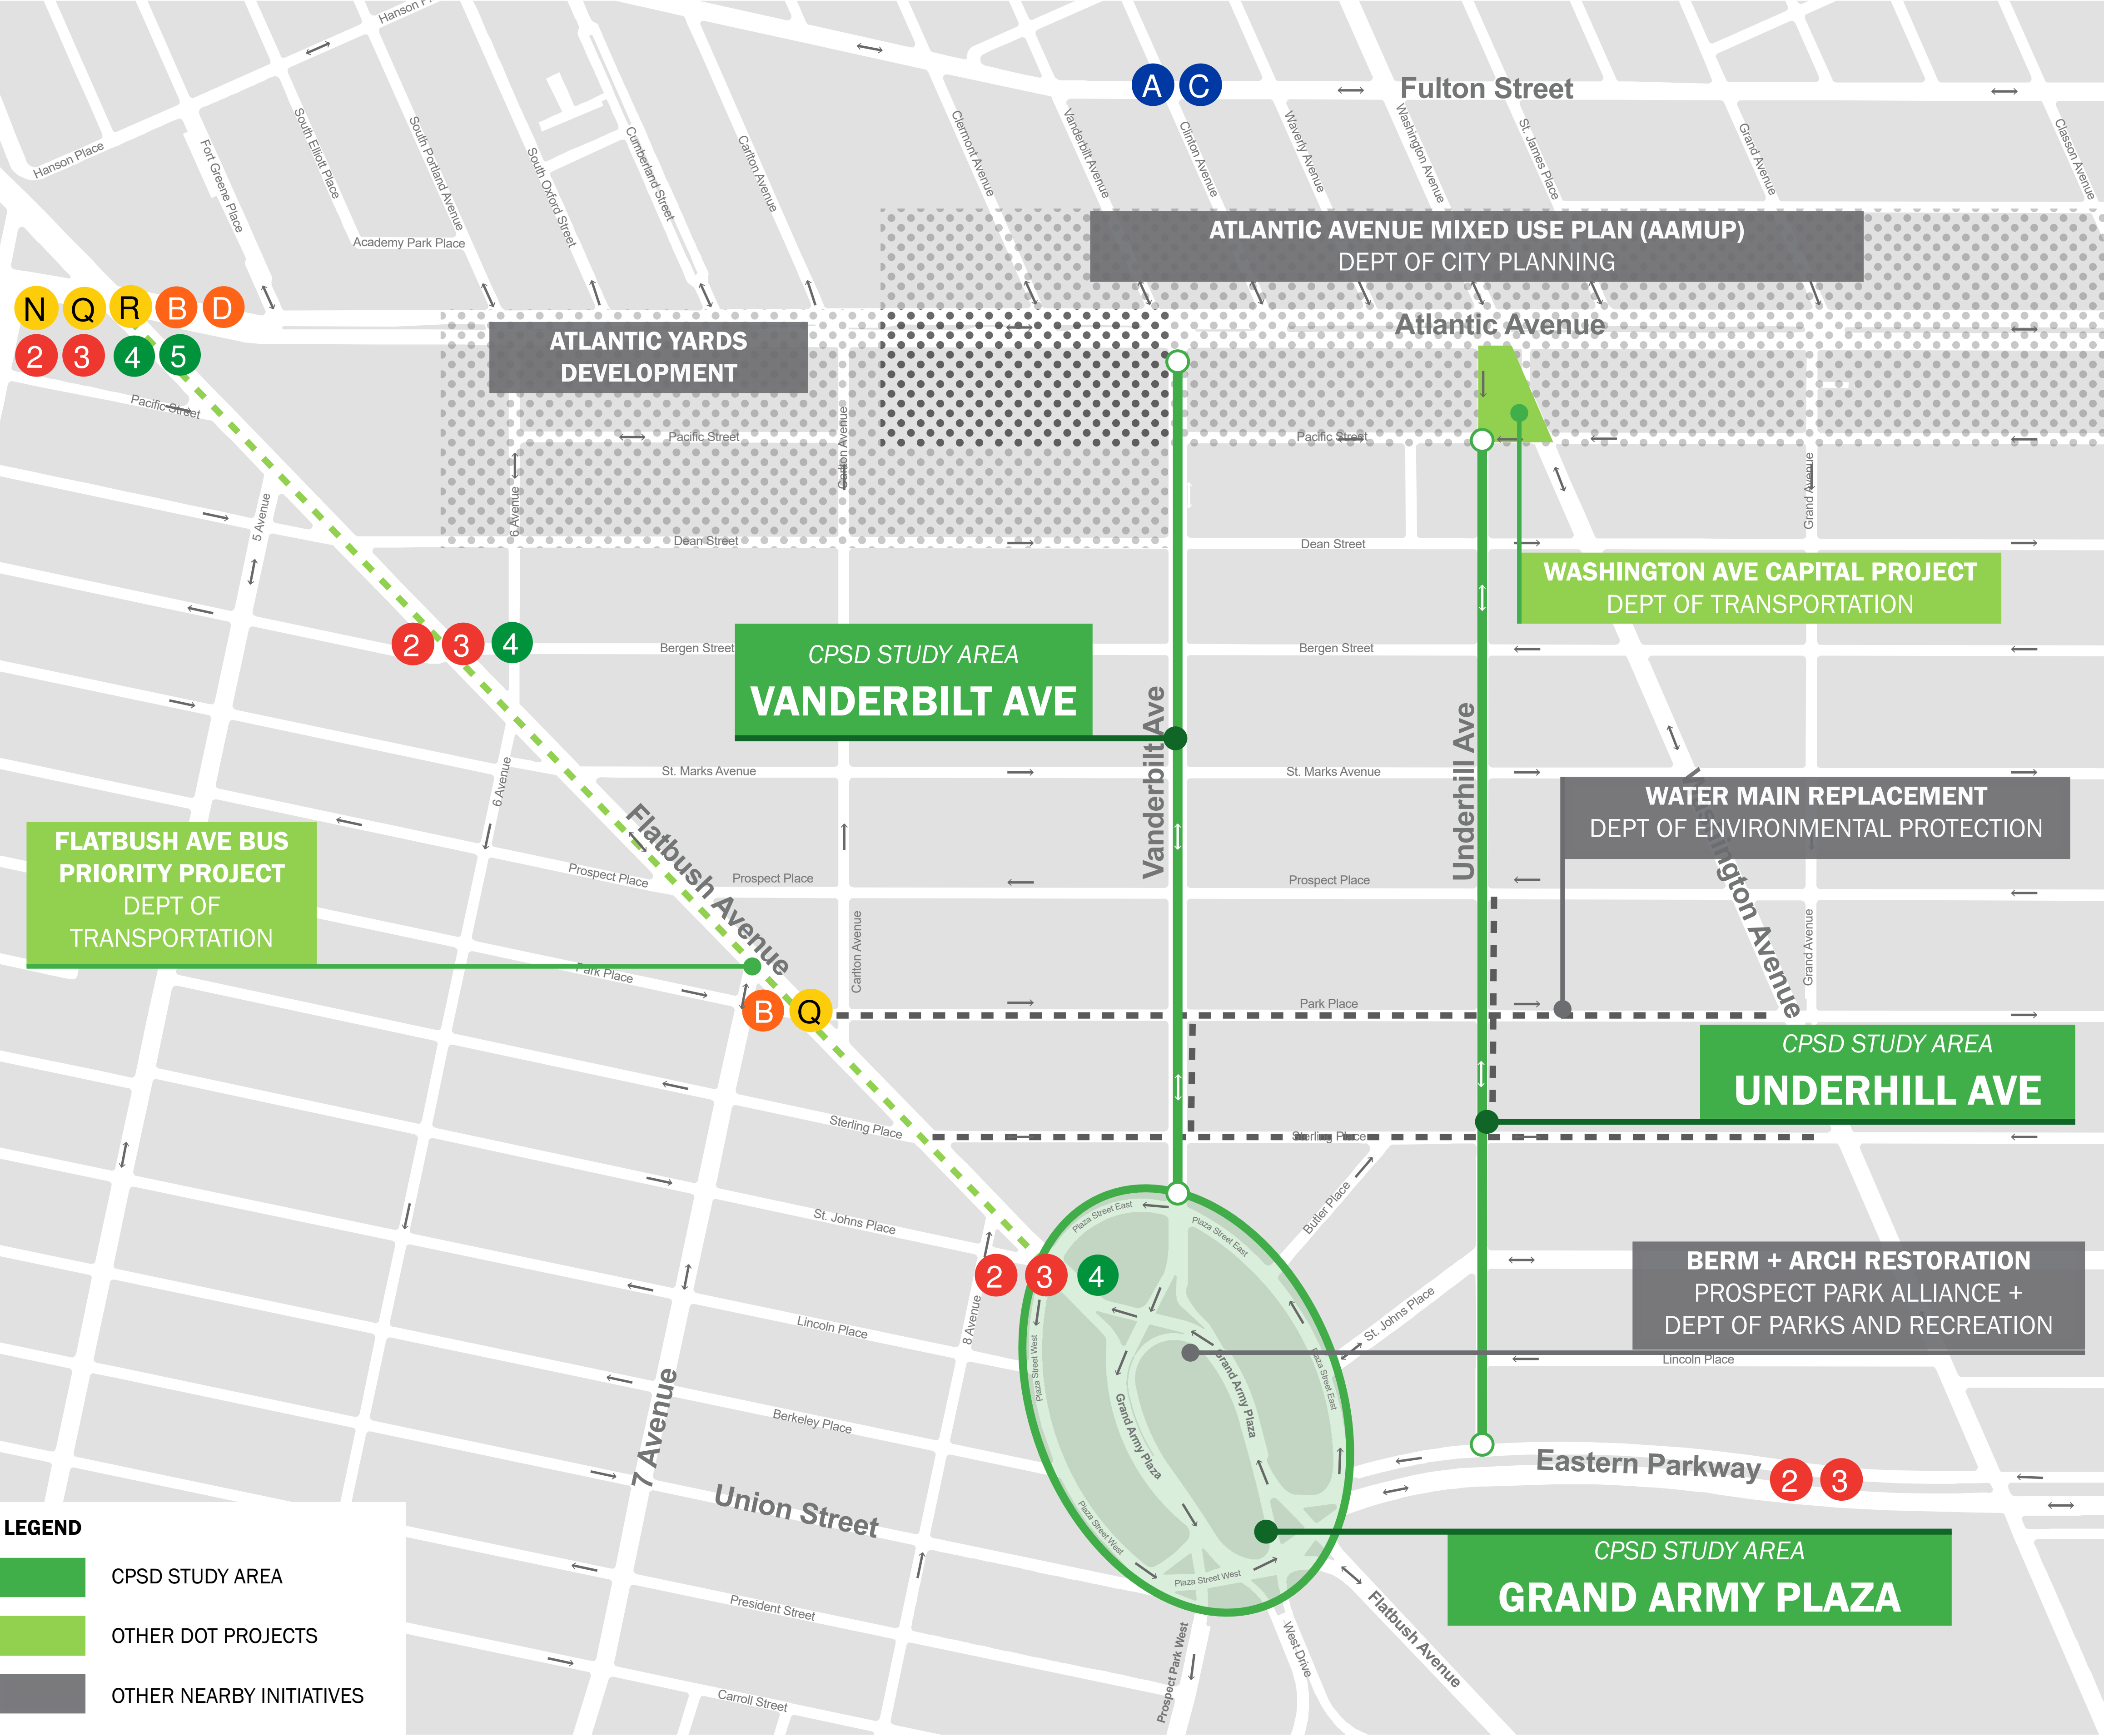 Hanson Pl
Fulton Street
A C
Hanson Place
Fort Greene Place
South Elliott Place
South Portland Avenue
South Oxford Street
Cumberland Street
Carlton Avenue
Clermont Avenue
Vanderbilt Avenue
Clinton Avenue
Waverly Avenue
Washington Avenue
St. James Place
Grand Avenue
Classon Avenue
Academy Park Place
ATLANTIC AVENUE MIXED USE PLAN (AAMUP)
DEPT OF CITY PLANNING
N Q R B D
2 3 4 5
ATLANTIC YARDS
DEVELOPMENT
Atlantic Avenue
Pacific Street
Pacific Street
Pacific Street
Carlton Avenue
5 Avenue
6 Avenue
Grand Avenue
Dean Street
Dean Street
WASHINGTON AVE CAPITAL PROJECT
DEPT OF TRANSPORTATION
2 3 4
Bergen Street
Bergen Street
CPSD STUDY AREA
VANDERBILT AVE
Vanderbilt Ave
Underhill Ave
6 Avenue
St. Marks Avenue
St. Marks Avenue
WATER MAIN REPLACEMENT
DEPT OF ENVIRONMENTAL PROTECTION
Washington Avenue
FLATBUSH AVE BUS
PRIORITY PROJECT
DEPT OF
TRANSPORTATION
Flatbush Avenue
Prospect Place
Prospect Place
Prospect Place
Carlton Avenue
Grand Avenue
Park Place
Park Place
B Q
CPSD STUDY AREA
UNDERHILL AVE
Sterling Place
Sterling Place
Butler Place
St. Johns Place
Plaza Street East
Plaza Street East
2 3 4
8 Avenue
Lincoln Place
St. Johns Place
BERM + ARCH RESTORATION
PROSPECT PARK ALLIANCE +
DEPT OF PARKS AND RECREATION
Lincoln Place
Plaza Street West
Grand Army Plaza
Grand Army Plaza
Plaza Street East
7 Avenue
Berkeley Place
Union Street
Eastern Parkway
2 3
Plaza Street West
Plaza Street West
CPSD STUDY AREA
GRAND ARMY PLAZA
President Street
Carroll Street
Prospect Park West
West Drive
Flatbush Avenue
LEGEND
CPSD STUDY AREA
OTHER DOT PROJECTS
OTHER NEARBY INITIATIVES